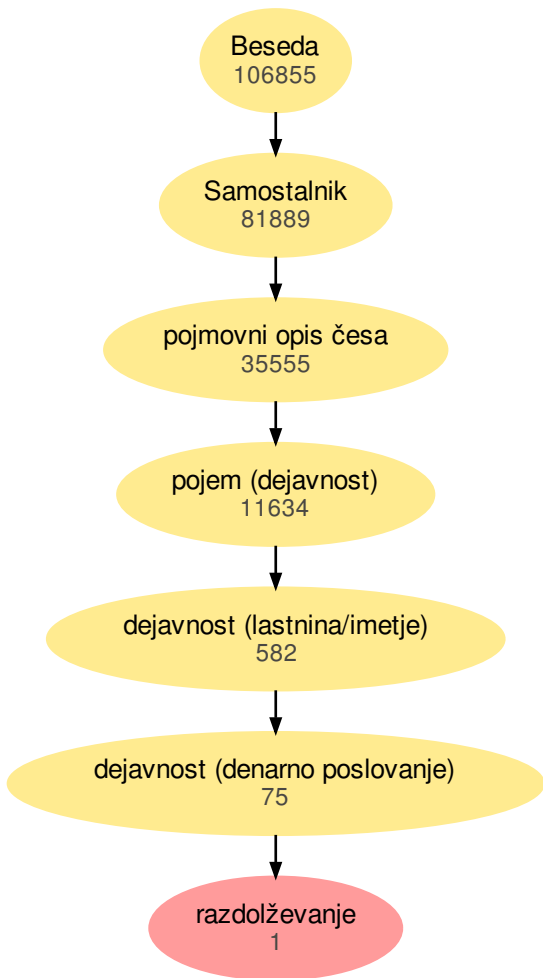 Beseda
106855
Samostalnik
81889
pojmovni opis česa
35555
pojem (dejavnost)
11634
dejavnost (lastnina/imetje)
582
dejavnost (denarno poslovanje)
75
razdolževanje
1